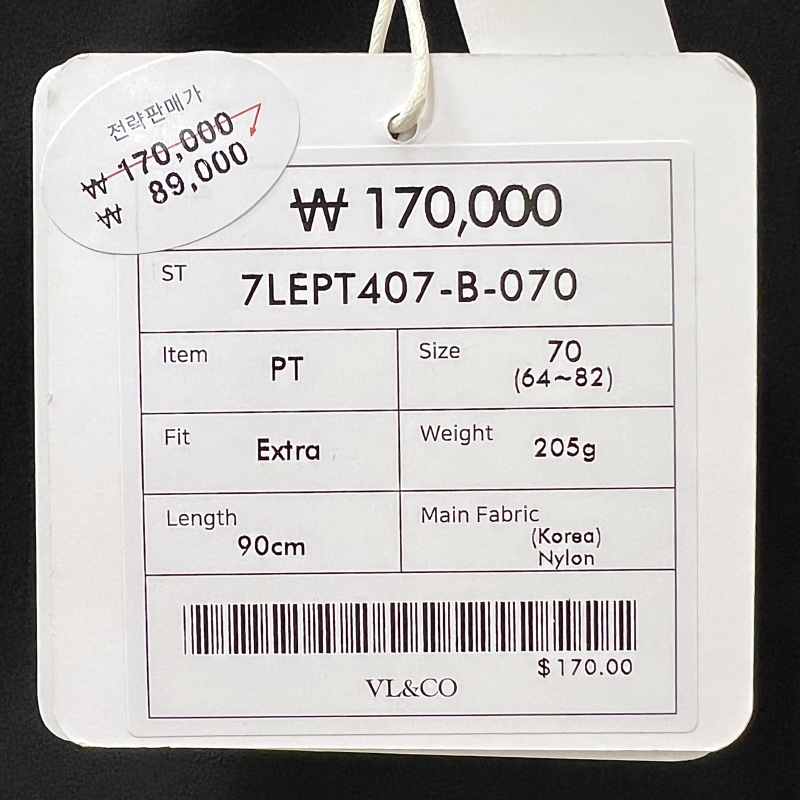 전략판매가
₩ 170,000
₩ 89,000
₩ 170,000
ST 7LEPT407-B-070
Item PT
Size 70
(64~82)
Fit Extra
Weight 205g
Length 90cm
Main Fabric
(Korea)
Nylon
$170.00
VL&CO